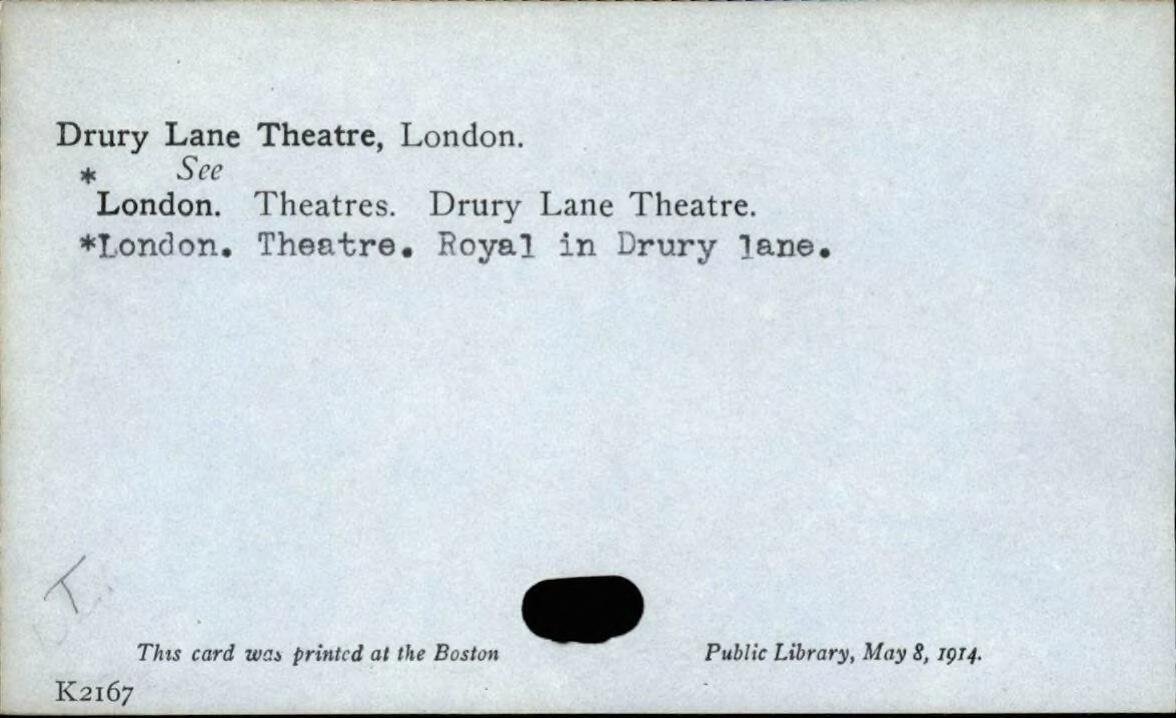 Drury Lane Theatre, London.
* See
London. Theatres. Drury Lane Theatre.
*London. Theatre. Royal in Drury lane.
T
This card was printed at the Boston Public Library, May 8, 1914.
K2167